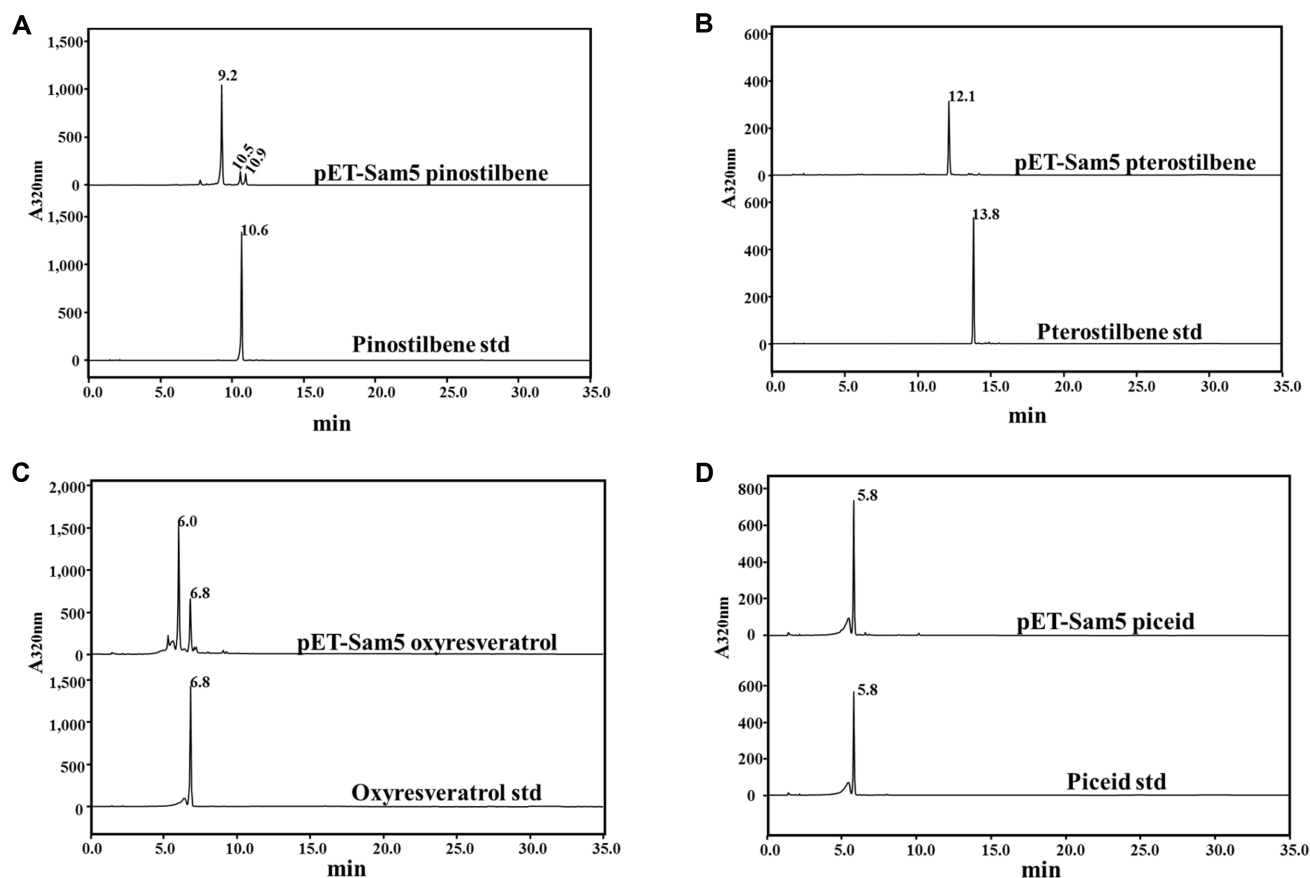 A
1,500
1,000
500
0
1,500
1,000
500
0
A320nm
9.2
10.5
10.9
pET-Sam5 pinostilbene
10.6
Pinostilbene std
0.0 5.0 10.0 15.0 20.0 25.0 30.0 35.0
min
B
600
400
200
0
600
400
200
0
A320nm
12.1
pET-Sam5 pterostilbene
13.8
Pterostilbene std
0.0 5.0 10.0 15.0 20.0 25.0 30.0 35.0
min
C
2,000
1,500
1,000
500
0
1,500
1,000
500
0
A320nm
6.0
6.8
pET-Sam5 oxyresveratrol
6.8
Oxyresveratrol std
0.0 5.0 10.0 15.0 20.0 25.0 30.0 35.0
min
D
800
600
400
200
0
600
400
200
0
A320nm
5.8
pET-Sam5 piceid
5.8
Piceid std
0.0 5.0 10.0 15.0 20.0 25.0 30.0 35.0
min